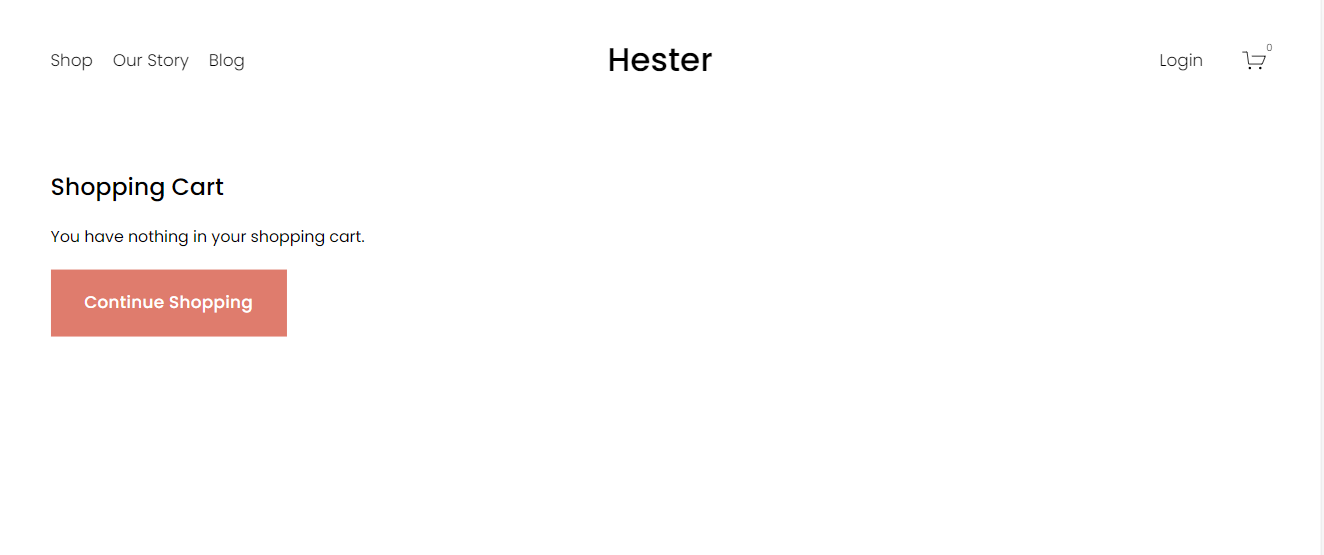 Shop Our Story Blog Hester Login 0
Shopping Cart
You have nothing in your shopping cart.
Continue Shopping